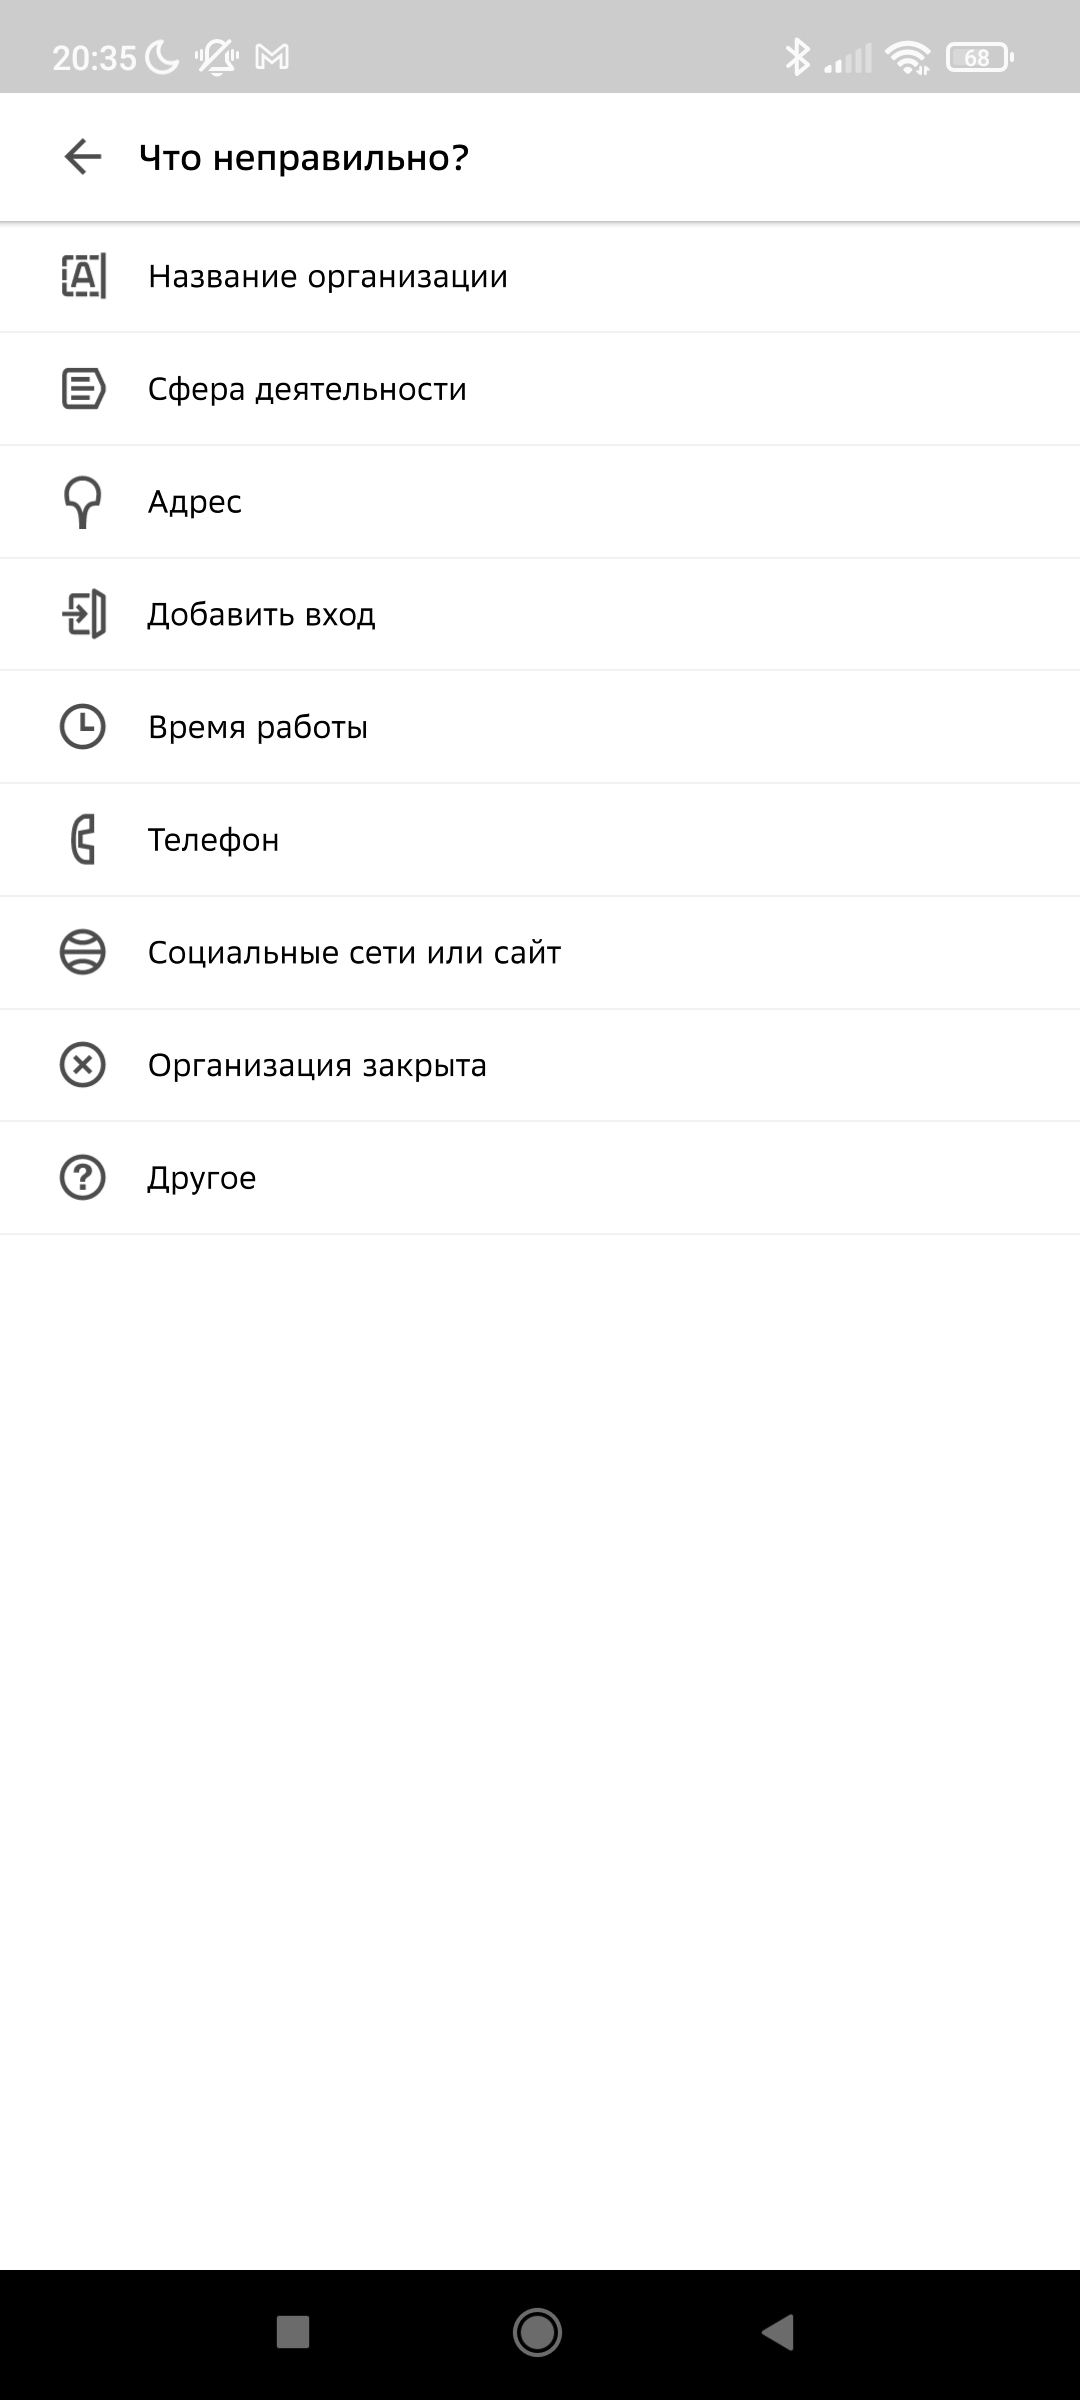 20:35
68
Что неправильно?
Название организации
Сфера деятельности
Адрес
Добавить вход
Время работы
Телефон
Социальные сети или сайт
Организация закрыта
Другое